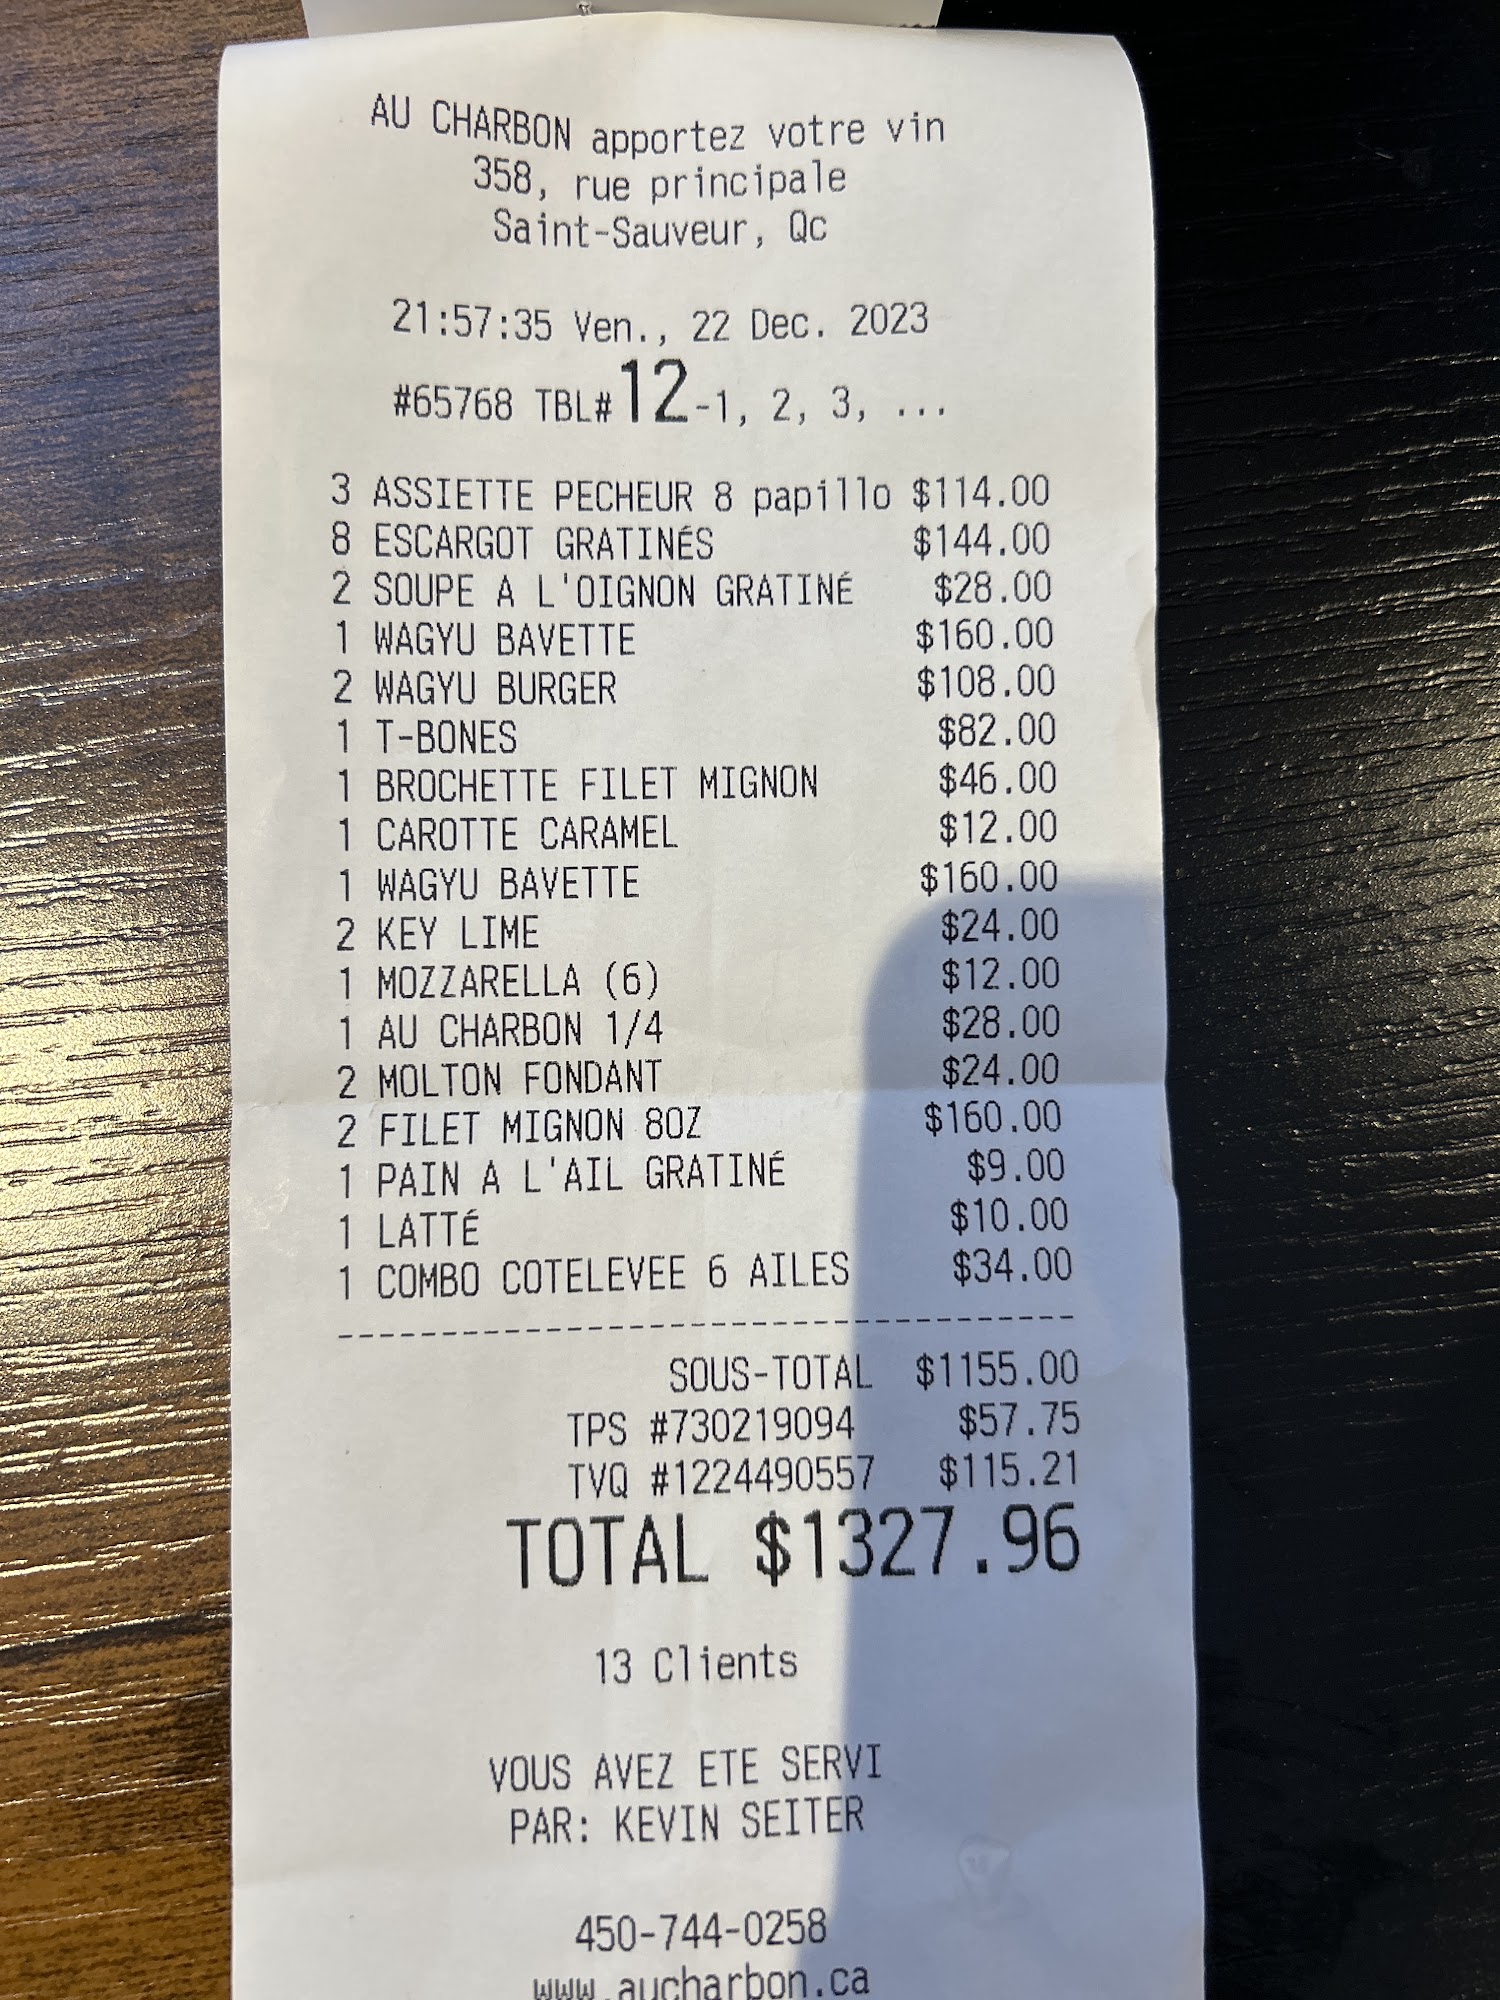 AU CHARBON apportez votre vin
358, rue principale
Saint-Sauveur, Qc
21:57:35 Ven., 22 Dec. 2023
#65768 TBL#12-1, 2, 3, ...
3 ASSIETTE PECHEUR 8 papillo $114.00
8 ESCARGOT GRATINÉS $144.00
2 SOUPE A L'OIGNON GRATINÉ $28.00
1 WAGYU BAVETTE $160.00
2 WAGYU BURGER $108.00
1 T-BONES $82.00
1 BROCHETTE FILET MIGNON $46.00
1 CAROTTE CARAMEL $12.00
1 WAGYU BAVETTE $160.00
2 KEY LIME $24.00
1 MOZZARELLA (6) $12.00
1 AU CHARBON 1/4 $28.00
2 MOLTON FONDANT $24.00
2 FILET MIGNON 8OZ $160.00
1 PAIN A L'AIL GRATINÉ $9.00
1 LATTÉ $10.00
1 COMBO COTELEVEE 6 AILES $34.00
------------------------------------
SOUS-TOTAL $1155.00
TPS #730219094 $57.75
TVQ #1224490557 $115.21
TOTAL $1327.96
13 Clients
VOUS AVEZ ETE SERVI
PAR: KEVIN SEITER
450-744-0258
www.aucharbon.ca